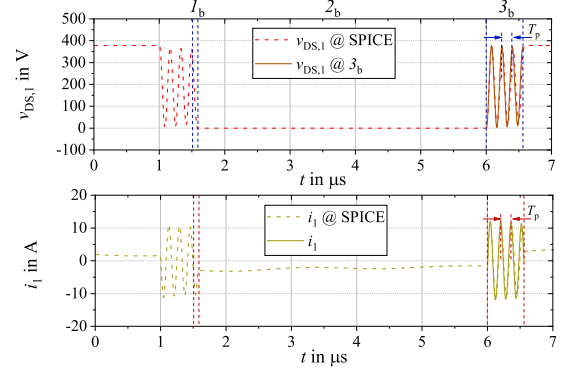 1b 2b 3b
400
300
200
100
0
-100
vDS,1 in V
vDS,1 @ SPICE
vDS,1 @ 3b
Tp
0 1 2 3 4 5 6 7
t in μs
20
10
0
-10
-20
i1 in A
i1 @ SPICE
i1
Tp
0 1 2 3 4 5 6 7
t in μs